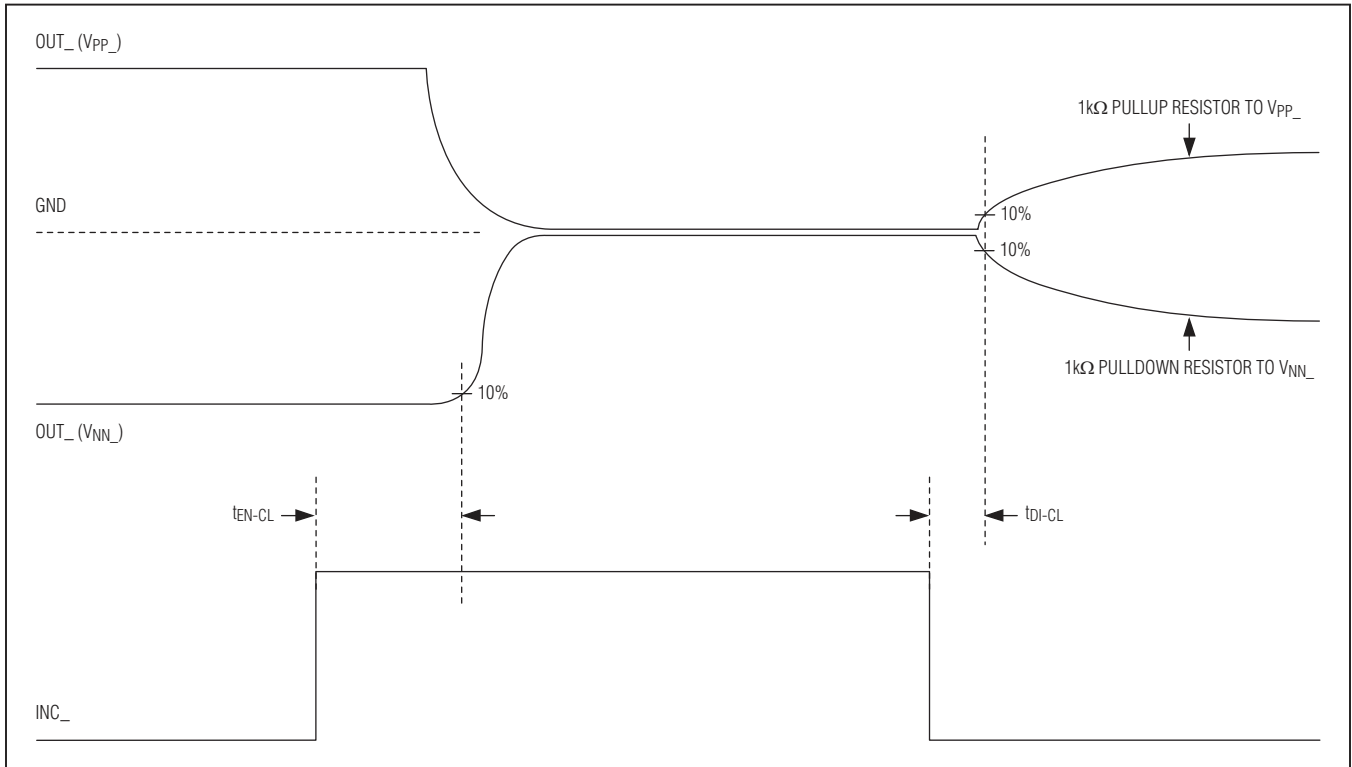 OUT_ (VPP_)
1kΩ PULLUP RESISTOR TO VPP_
GND
10%
10%
1kΩ PULLDOWN RESISTOR TO VNN_
10%
OUT_ (VNN_)
tEN-CL
tDI-CL
INC_